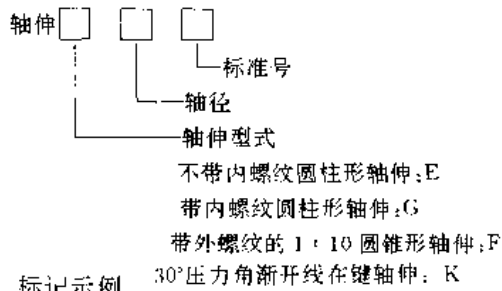 轴伸□ □ □
标准号
轴径
轴伸型式
不带内螺纹圆柱形轴伸:E
带内螺纹圆柱形轴伸:G
带外螺纹的1:10圆锥形轴伸:F
30°压力角渐开线在键轴伸:K
标记示例